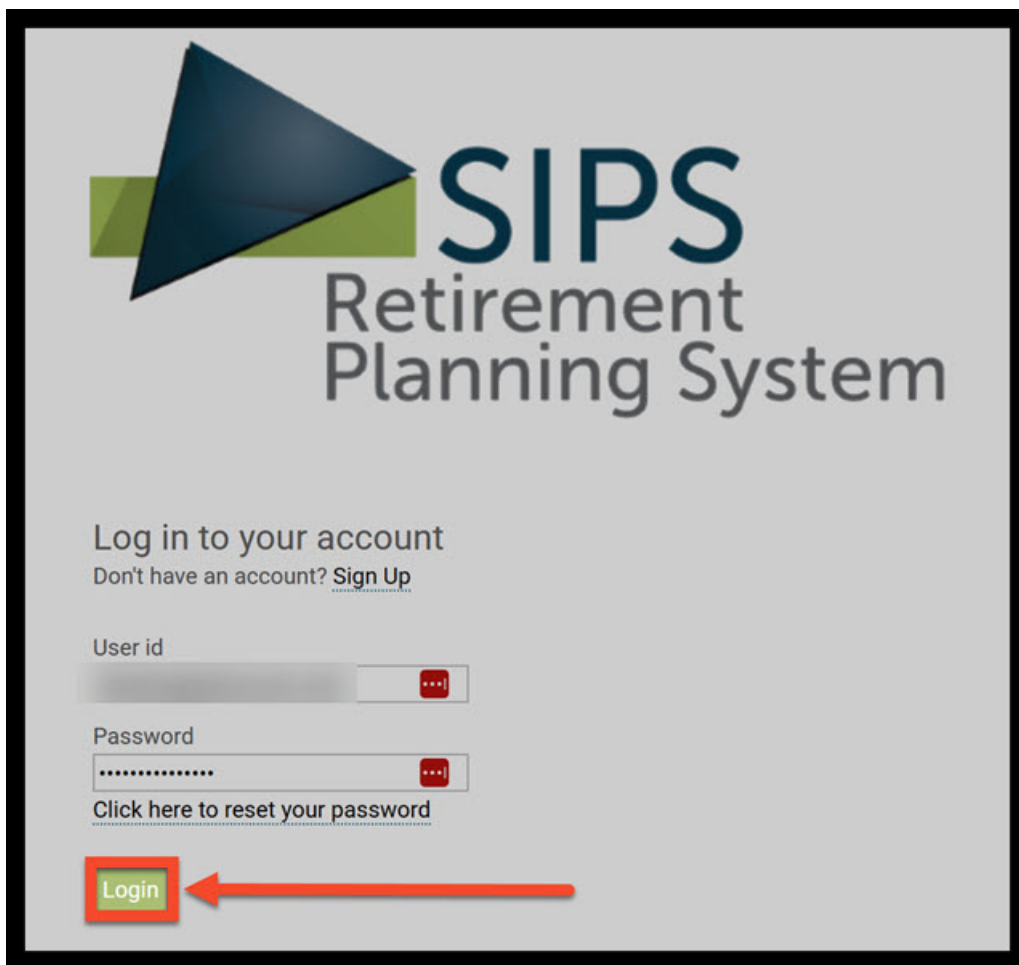 SIPS
Retirement
Planning System
Log in to your account
Don't have an account? Sign Up
User id
Password
Click here to reset your password
Login